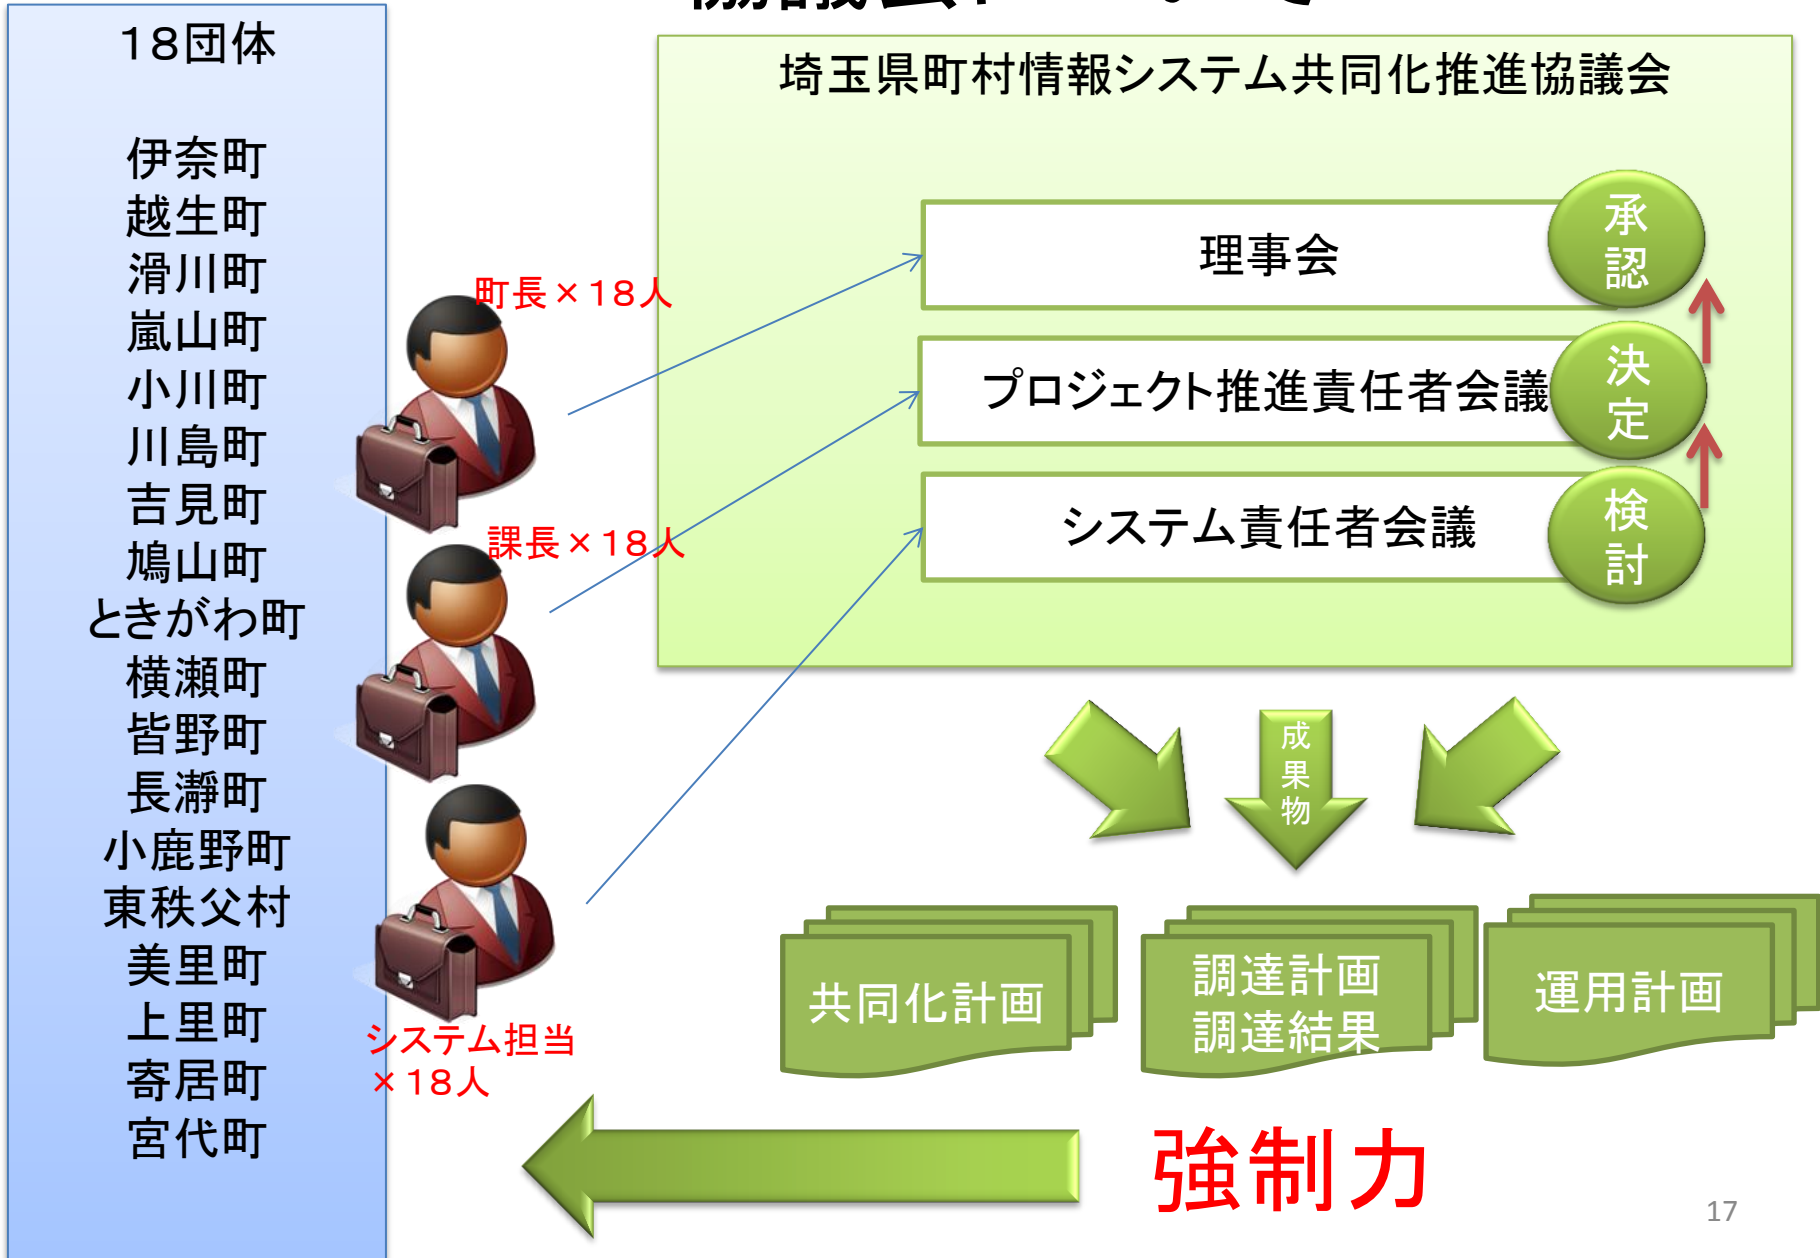 協議会について
18団体
伊奈町
越生町
滑川町
嵐山町
小川町
川島町
吉見町
鳩山町
ときがわ町
横瀬町
皆野町
長瀞町
小鹿野町
東秩父村
美里町
上里町
寄居町
宮代町
町長×18人
課長×18人
システム担当
×18人
埼玉県町村情報システム共同化推進協議会
理事会
承認
プロジェクト推進責任者会議
決定
システム責任者会議
検討
成果物
共同化計画
調達計画
調達結果
運用計画
強制力
17